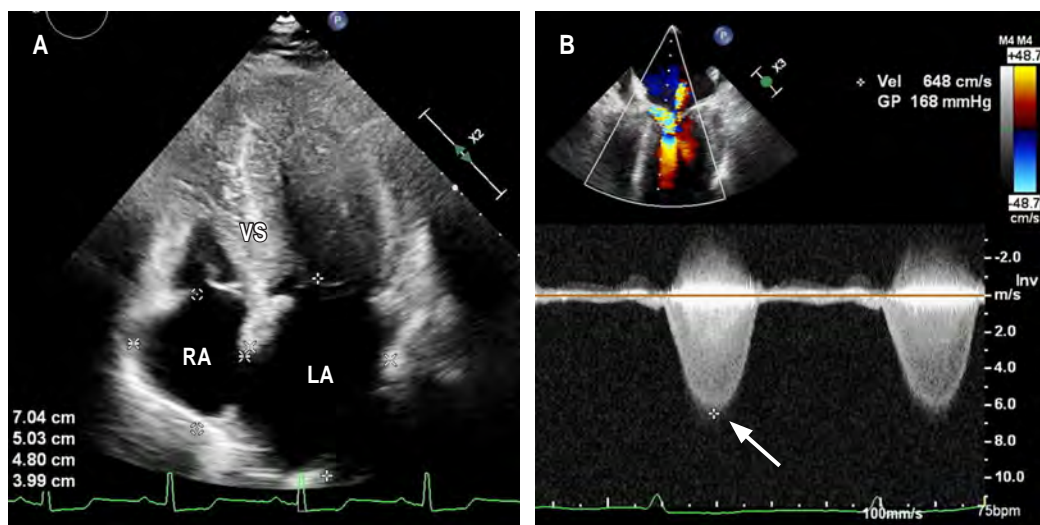 A
P
X2
VS
RA
LA
7.04 cm
5.03 cm
4.80 cm
3.99 cm
B
P
X3
M4 M4
+48.7
Vel 648 cm/s
GP 168 mmHg
-48.7
cm/s
-2.0
Inv
m/s
2.0
4.0
6.0
8.0
10.0
100mm/s
75bpm